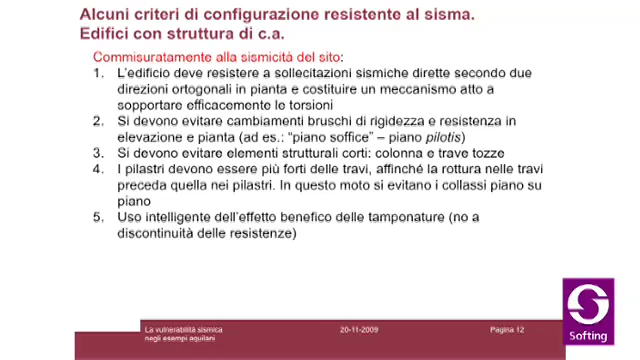 Alcuni criteri di configurazione resistente al sisma.
Edifici con struttura di c.a.
Commisuratamente alla sismicità del sito:
1. L'edificio deve resistere a sollecitazioni sismiche dirette secondo due
direzioni ortogonali in pianta e costituire un meccanismo atto a
sopportare efficacemente le torsioni
2. Si devono evitare cambiamenti bruschi di rigidezza e resistenza in
elevazione e pianta (ad es.: "piano soffice" – piano pilotis)
3. Si devono evitare elementi strutturali corti: colonna e trave tozze
4. I pilastri devono essere più forti delle travi, affinché la rottura nelle travi
preceda quella nei pilastri. In questo moto si evitano i collassi piano su
piano
5. Uso intelligente dell'effetto benefico delle tamponature (no a
discontinuità delle resistenze)
La vulnerabilità sismica
negli esempi aquilani
20-11-2009
Pagina 12
Softing